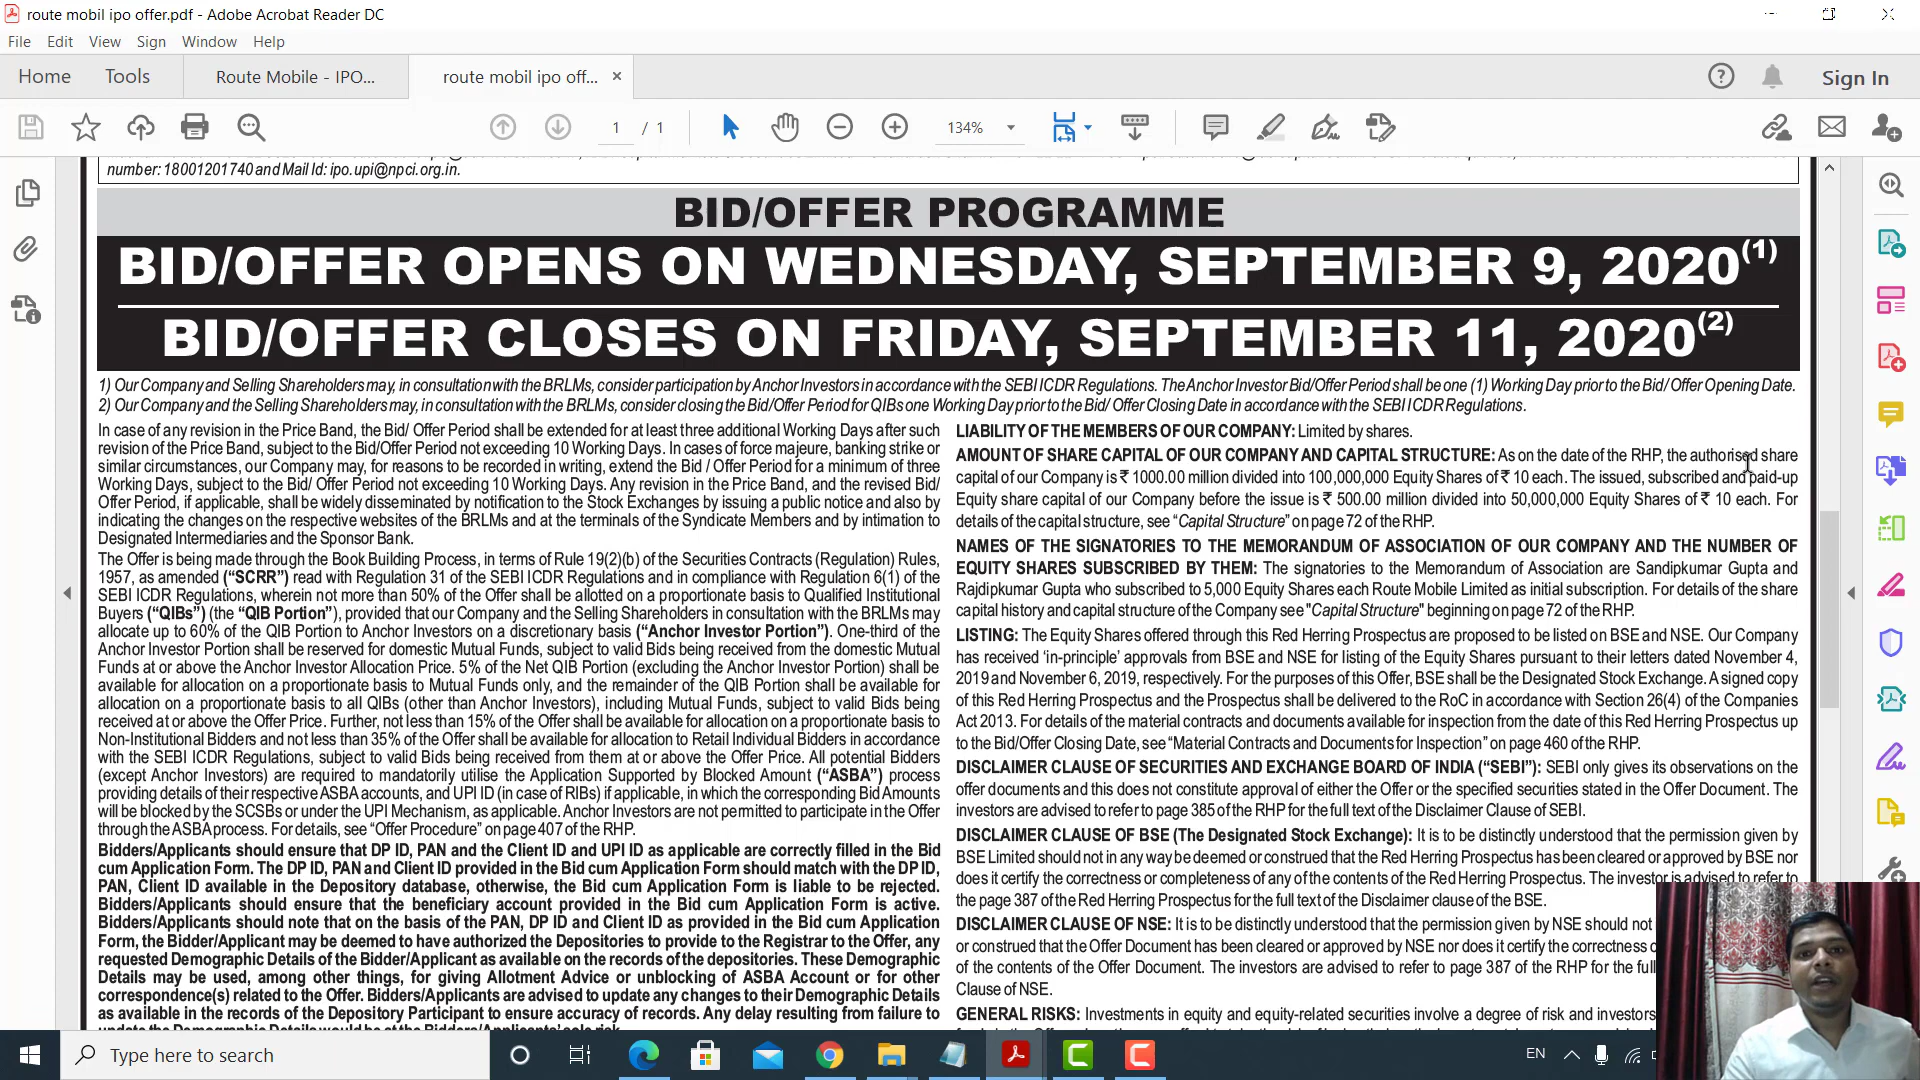 route mobil ipo offer.pdf - Adobe Acrobat Reader DC
File Edit View Sign Window Help
Home Tools Route Mobile - IPO... route mobil ipo off... × Sign In
1 / 1 134%
number: 18001201740 and Mail Id: ipo.upi@npci.org.in.
BID/OFFER PROGRAMME
BID/OFFER OPENS ON WEDNESDAY, SEPTEMBER 9, 2020(1)
BID/OFFER CLOSES ON FRIDAY, SEPTEMBER 11, 2020(2)
1) Our Company and Selling Shareholders may, in consultation with the BRLMs, consider participation by Anchor Investors in accordance with the SEBI ICDR Regulations. The Anchor Investor Bid/Offer Period shall be one (1) Working Day prior to the Bid/ Offer Opening Date.
2) Our Company and the Selling Shareholders may, in consultation with the BRLMs, consider closing the Bid/Offer Period for QIBs one Working Day prior to the Bid/ Offer Closing Date in accordance with the SEBI ICDR Regulations.
In case of any revision in the Price Band, the Bid/ Offer Period shall be extended for at least three additional Working Days after such
revision of the Price Band, subject to the Bid/Offer Period not exceeding 10 Working Days. In cases of force majeure, banking strike or
similar circumstances, our Company may, for reasons to be recorded in writing, extend the Bid / Offer Period for a minimum of three
Working Days, subject to the Bid/ Offer Period not exceeding 10 Working Days. Any revision in the Price Band, and the revised Bid/
Offer Period, if applicable, shall be widely disseminated by notification to the Stock Exchanges by issuing a public notice and also by
indicating the changes on the respective websites of the BRLMs and at the terminals of the Syndicate Members and by intimation to
Designated Intermediaries and the Sponsor Bank.
The Offer is being made through the Book Building Process, in terms of Rule 19(2)(b) of the Securities Contracts (Regulation) Rules,
1957, as amended (“SCRR”) read with Regulation 31 of the SEBI ICDR Regulations and in compliance with Regulation 6(1) of the
SEBI ICDR Regulations, wherein not more than 50% of the Offer shall be allotted on a proportionate basis to Qualified Institutional
Buyers (“QIBs”) (the “QIB Portion”), provided that our Company and the Selling Shareholders in consultation with the BRLMs may
allocate up to 60% of the QIB Portion to Anchor Investors on a discretionary basis (“Anchor Investor Portion”). One-third of the
Anchor Investor Portion shall be reserved for domestic Mutual Funds, subject to valid Bids being received from the domestic Mutual
Funds at or above the Anchor Investor Allocation Price. 5% of the Net QIB Portion (excluding the Anchor Investor Portion) shall be
available for allocation on a proportionate basis to Mutual Funds only, and the remainder of the QIB Portion shall be available for
allocation on a proportionate basis to all QIBs (other than Anchor Investors), including Mutual Funds, subject to valid Bids being
received at or above the Offer Price. Further, not less than 15% of the Offer shall be available for allocation on a proportionate basis to
Non-Institutional Bidders and not less than 35% of the Offer shall be available for allocation to Retail Individual Bidders in accordance
with the SEBI ICDR Regulations, subject to valid Bids being received from them at or above the Offer Price. All potential Bidders
(except Anchor Investors) are required to mandatorily utilise the Application Supported by Blocked Amount (“ASBA”) process
providing details of their respective ASBA accounts, and UPI ID (in case of RIBs) if applicable, in which the corresponding Bid Amounts
will be blocked by the SCSBs or under the UPI Mechanism, as applicable. Anchor Investors are not permitted to participate in the Offer
through the ASBA process. For details, see “Offer Procedure” on page 407 of the RHP.
Bidders/Applicants should ensure that DP ID, PAN and the Client ID and UPI ID as applicable are correctly filled in the Bid
cum Application Form. The DP ID, PAN and Client ID provided in the Bid cum Application Form should match with the DP ID,
PAN, Client ID available in the Depository database, otherwise, the Bid cum Application Form is liable to be rejected.
Bidders/Applicants should ensure that the beneficiary account provided in the Bid cum Application Form is active.
Bidders/Applicants should note that on the basis of the PAN, DP ID and Client ID as provided in the Bid cum Application
Form, the Bidder/Applicant may be deemed to have authorized the Depositories to provide to the Registrar to the Offer, any
requested Demographic Details of the Bidder/Applicant as available on the records of the depositories. These Demographic
Details may be used, among other things, for giving Allotment Advice or unblocking of ASBA Account or for other
correspondence(s) related to the Offer. Bidders/Applicants are advised to update any changes to their Demographic Details
as available in the records of the Depository Participant to ensure accuracy of records. Any delay resulting from failure to
update the Demographic Details would be at the Bidders/Applicants' sole risk.
LIABILITY OF THE MEMBERS OF OUR COMPANY: Limited by shares.
AMOUNT OF SHARE CAPITAL OF OUR COMPANY AND CAPITAL STRUCTURE: As on the date of the RHP, the authorised share
capital of our Company is ₹ 1000.00 million divided into 100,000,000 Equity Shares of ₹ 10 each. The issued, subscribed and paid-up
Equity share capital of our Company before the issue is ₹ 500.00 million divided into 50,000,000 Equity Shares of ₹ 10 each. For
details of the capital structure, see “Capital Structure” on page 72 of the RHP.
NAMES OF THE SIGNATORIES TO THE MEMORANDUM OF ASSOCIATION OF OUR COMPANY AND THE NUMBER OF
EQUITY SHARES SUBSCRIBED BY THEM: The signatories to the Memorandum of Association are Sandipkumar Gupta and
Rajdipkumar Gupta who subscribed to 5,000 Equity Shares each Route Mobile Limited as initial subscription. For details of the share
capital history and capital structure of the Company see "Capital Structure" beginning on page 72 of the RHP.
LISTING: The Equity Shares offered through this Red Herring Prospectus are proposed to be listed on BSE and NSE. Our Company
has received ‘in-principle’ approvals from BSE and NSE for listing of the Equity Shares pursuant to their letters dated November 4,
2019 and November 6, 2019, respectively. For the purposes of this Offer, BSE shall be the Designated Stock Exchange. A signed copy
of this Red Herring Prospectus and the Prospectus shall be delivered to the RoC in accordance with Section 26(4) of the Companies
Act 2013. For details of the material contracts and documents available for inspection from the date of this Red Herring Prospectus up
to the Bid/Offer Closing Date, see “Material Contracts and Documents for Inspection” on page 460 of the RHP.
DISCLAIMER CLAUSE OF SECURITIES AND EXCHANGE BOARD OF INDIA (“SEBI”): SEBI only gives its observations on the
offer documents and this does not constitute approval of either the Offer or the specified securities stated in the Offer Document. The
investors are advised to refer to page 385 of the RHP for the full text of the Disclaimer Clause of SEBI.
DISCLAIMER CLAUSE OF BSE (The Designated Stock Exchange): It is to be distinctly understood that the permission given by
BSE Limited should not in any way be deemed or construed that the Red Herring Prospectus has been cleared or approved by BSE nor
does it certify the correctness or completeness of any of the contents of the Red Herring Prospectus. The investor is advised to refer to
the page 387 of the Red Herring Prospectus for the full text of the Disclaimer clause of the BSE.
DISCLAIMER CLAUSE OF NSE: It is to be distinctly understood that the permission given by NSE should not
or construed that the Offer Document has been cleared or approved by NSE nor does it certify the correctness
of the contents of the Offer Document. The investors are advised to refer to page 387 of the RHP for the full
Clause of NSE.
GENERAL RISKS: Investments in equity and equity-related securities involve a degree of risk and investors
Type here to search
EN